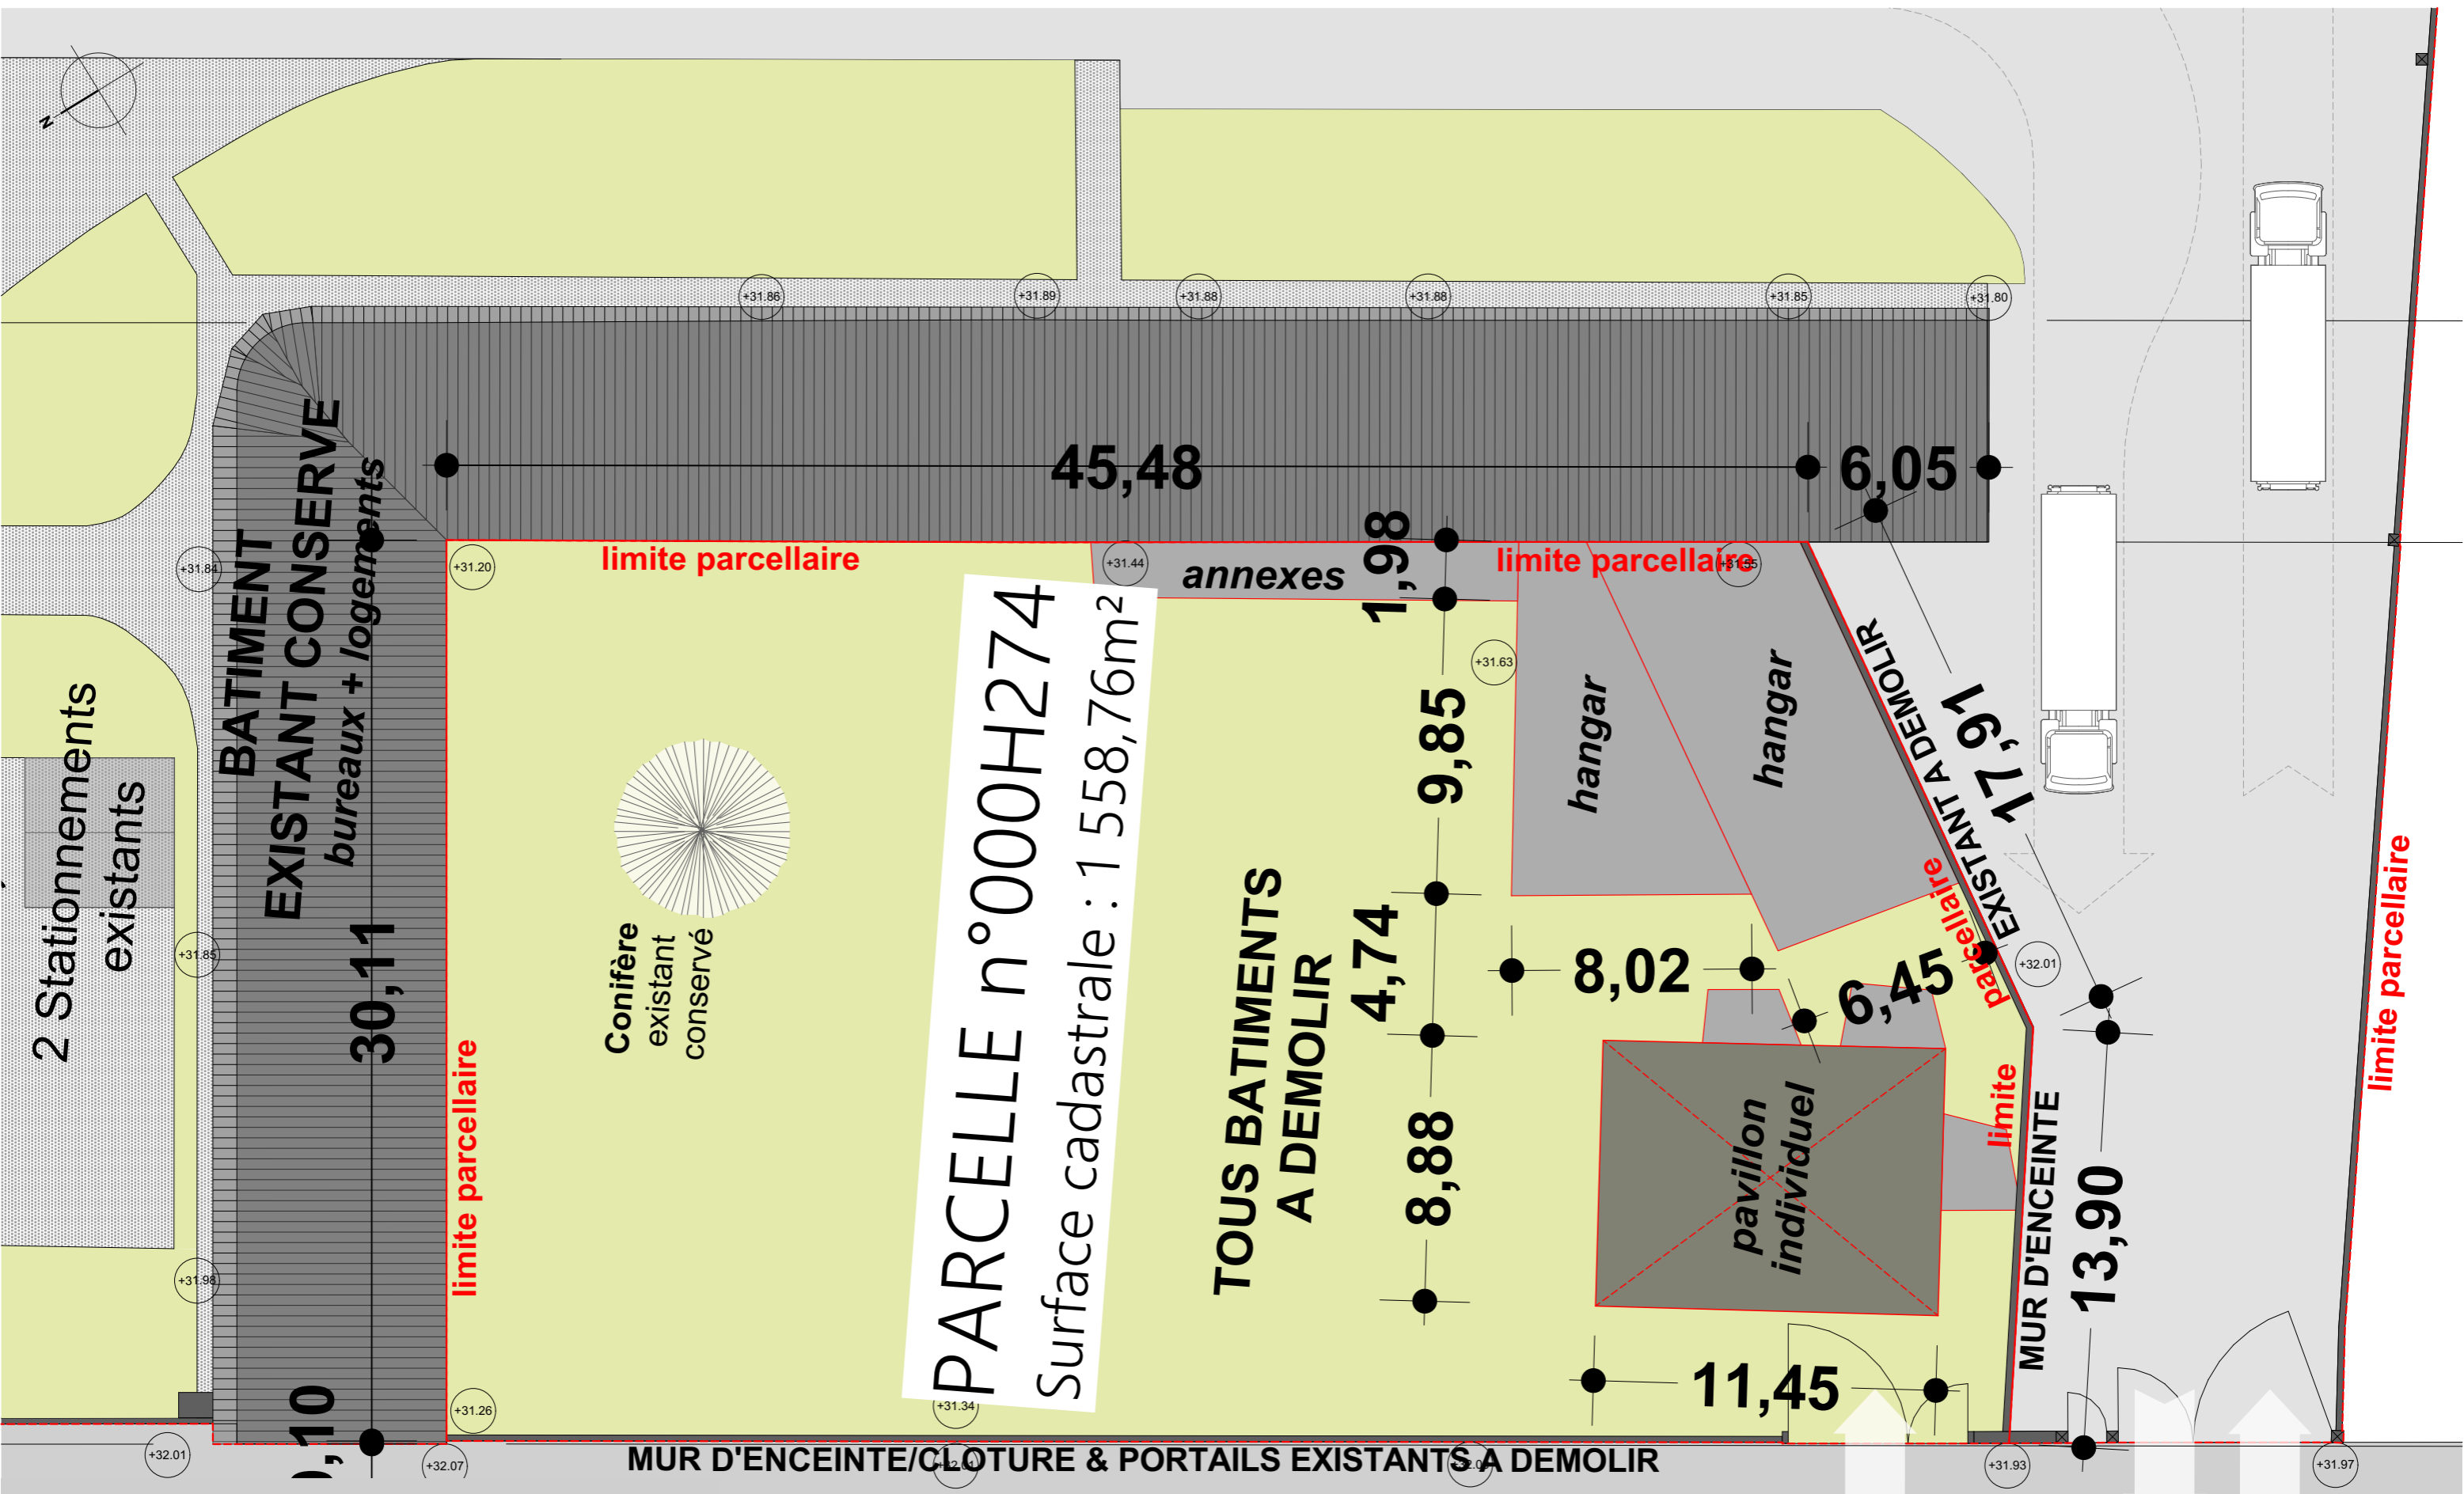 N
+31.86
+31.89
+31.88
+31.88
+31.85
+31.80
45,48
6,05
BATIMENT
EXISTANT CONSERVE
bureaux + logements
30,11
+31.84
+31.20
limite parcellaire
+31.44
annexes
1,98
limite parcellaire
+31.55
+31.63
9,85
hangar
hangar
EXISTANT A DEMOLIR
17,91
2 Stationnements
existants
Conifère
existant
conservé
PARCELLE n°000H274
Surface cadastrale : 1 558,76m²
TOUS BATIMENTS
A DEMOLIR
4,74
8,02
6,45
parcellaire
+32.01
limite parcellaire
+31.85
limite parcellaire
8,88
pavillon
individuel
limite
MUR D'ENCEINTE
13,90
+31.98
11,45
+31.26
+31.34
+32.01
+32.07
MUR D'ENCEINTE/CLOTURE & PORTAILS EXISTANTS A DEMOLIR
+31.93
+31.97